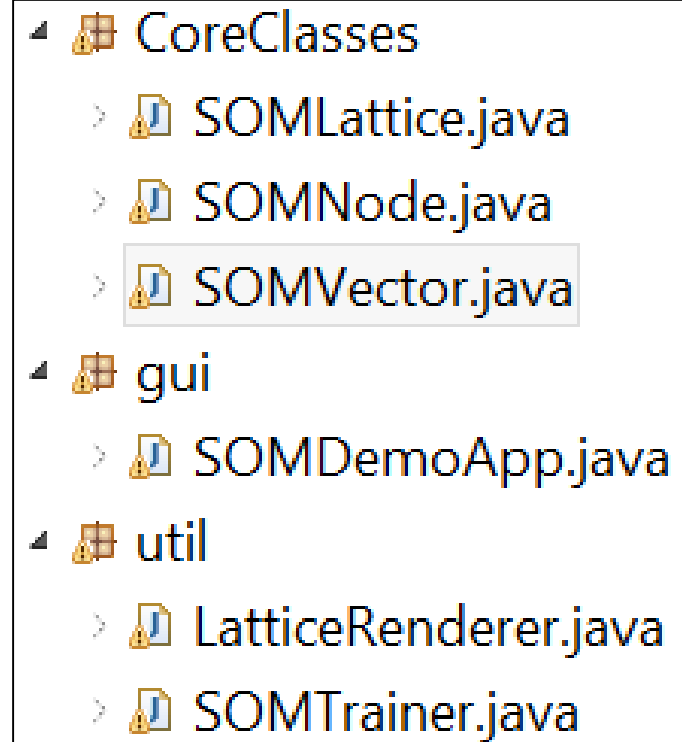 CoreClasses
SOMLattice.java
SOMNode.java
SOMVector.java
gui
SOMDemoApp.java
util
LatticeRenderer.java
SOMTrainer.java